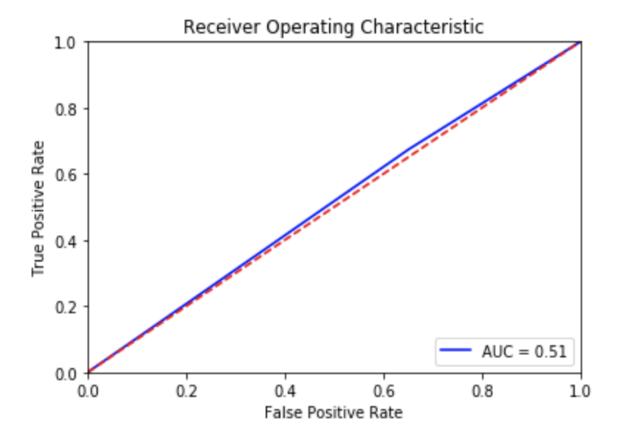 Receiver Operating Characteristic
1.0
0.8
0.6
0.4
0.2
0.0
True Positive Rate
AUC = 0.51
0.0 0.2 0.4 0.6 0.8 1.0
False Positive Rate